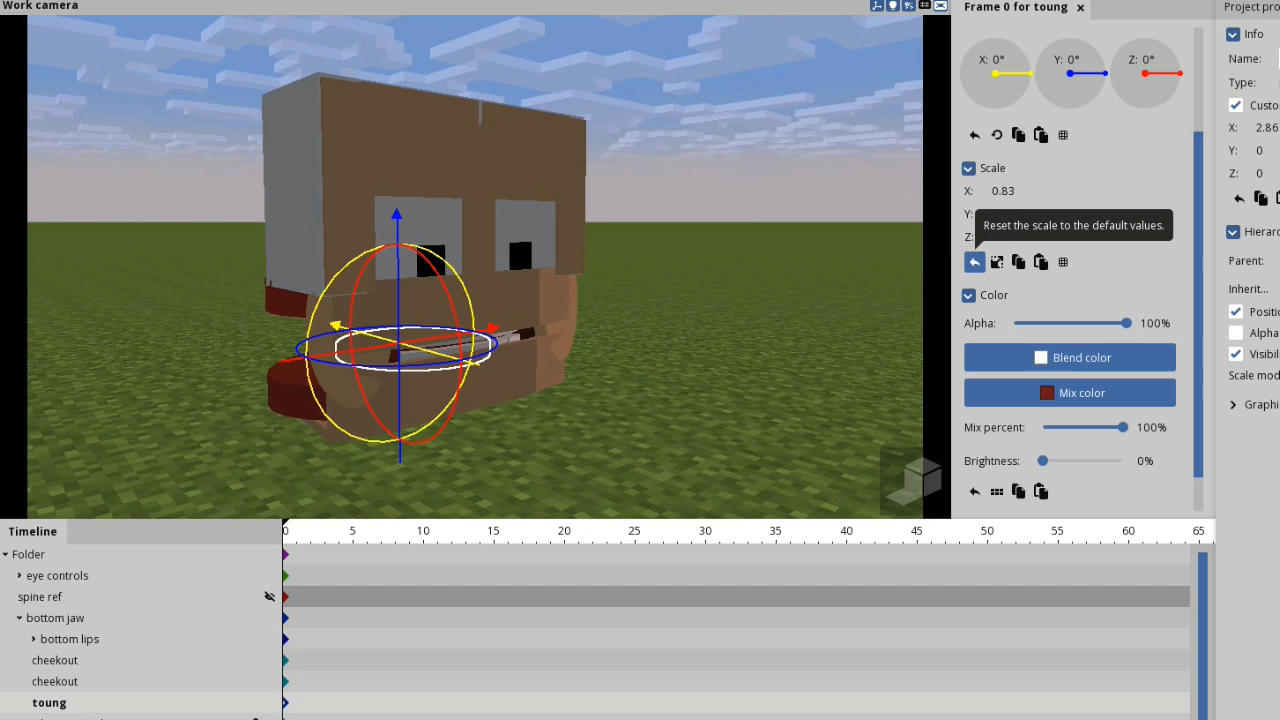 Work camera
Frame 0 for toung ×
Project pro
X: 0° Y: 0° Z: 0°
Info
Name:
Type:
Custo
X: 2.86
Y: 0
Z: 0
Scale
X: 0.83
Y:
Z:
Reset the scale to the default values.
Hierarc
Parent:
Inherit...
Positio
Alpha
Visibil
Scale mod
Graphi
Color
Alpha: 100%
Blend color
Mix color
Mix percent: 100%
Brightness: 0%
Timeline
0 5 10 15 20 25 30 35 40 45 50 55 60 65
Folder
eye controls
spine ref
bottom jaw
bottom lips
cheekout
cheekout
toung